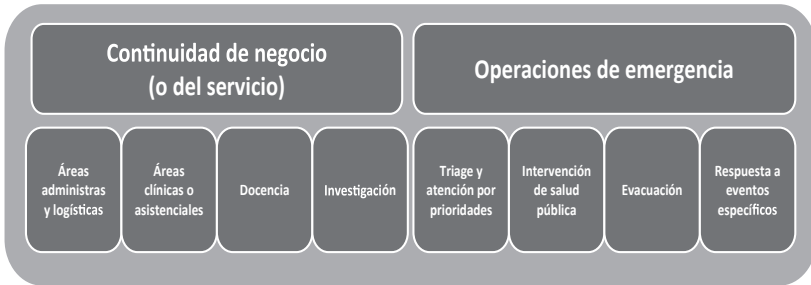 Continuidad de negocio
(o del servicio)
Operaciones de emergencia
Áreas
administras
y logísticas
Áreas
clínicas o
asistenciales
Docencia
Investigación
Triage y
atención por
prioridades
Intervención
de salud
pública
Evacuación
Respuesta a
eventos
específicos